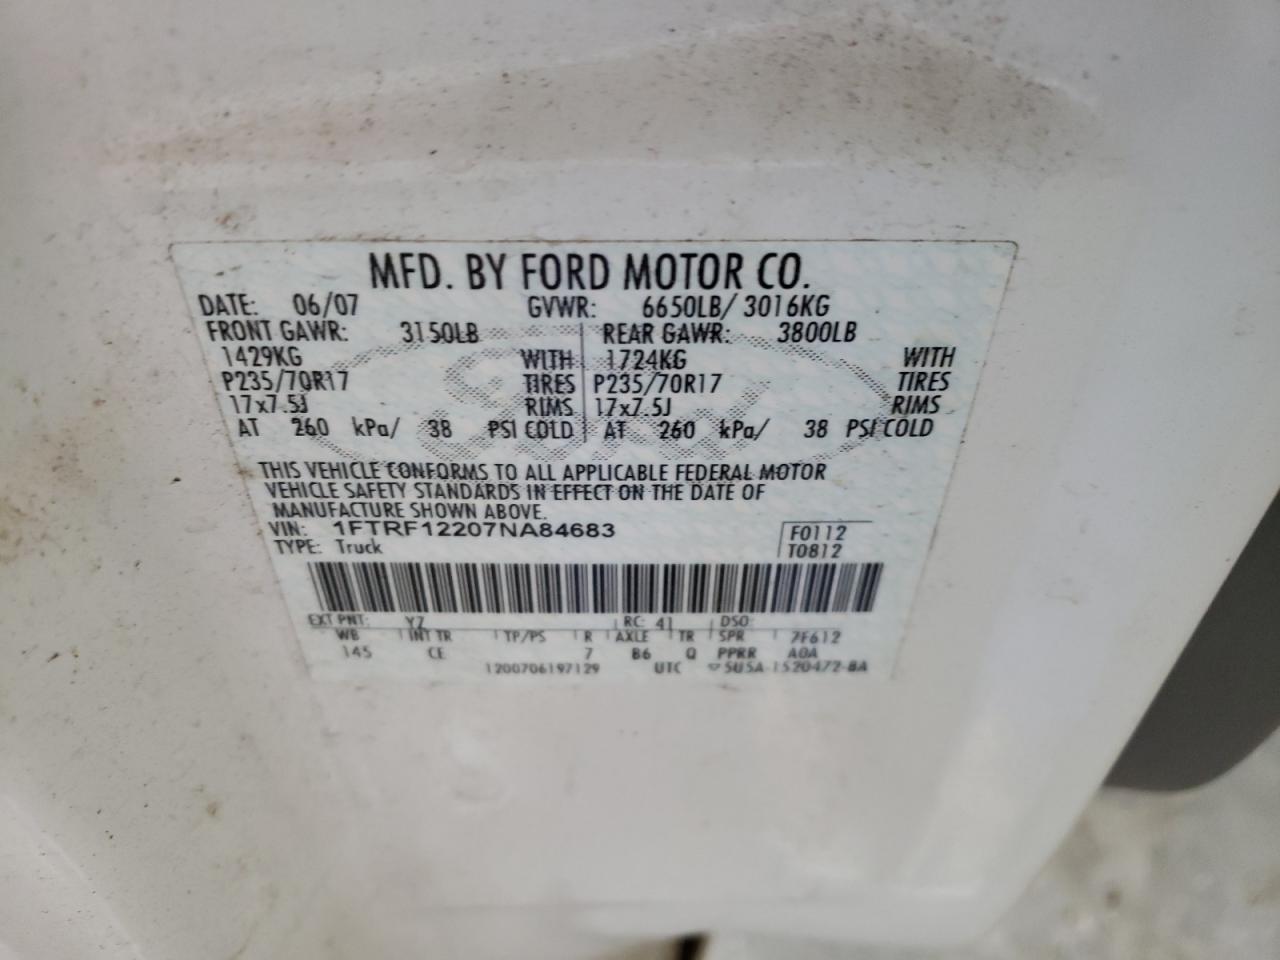 MFD. BY FORD MOTOR CO.
DATE: 06/07 GVWR: 6650LB/ 3016KG
FRONT GAWR: 3150LB REAR GAWR: 3800LB
1429KG WITH 1724KG WITH
P235/70R17 TIRES P235/70R17 TIRES
17x7.5J RIMS 17x7.5J RIMS
AT 260 kPa/ 38 PSI COLD AT 260 kPa/ 38 PSI COLD
THIS VEHICLE CONFORMS TO ALL APPLICABLE FEDERAL MOTOR
VEHICLE SAFETY STANDARDS IN EFFECT ON THE DATE OF
MANUFACTURE SHOWN ABOVE.
VIN: 1FTRF12207NA84683 F0112
TYPE: Truck T0812
EXT PNT: YZ RC: 41 DSO:
WB INT TR TP/PS R AXLE TR SPR 7F612
145 CE 7 B6 Q PPRR A0A
1200706197129 UTC 5U5A-1520472-BA